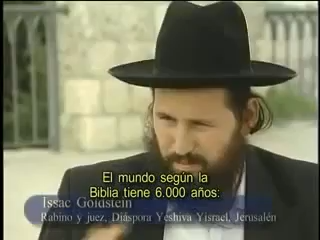 El mundo según la
Biblia tiene 6.000 años:
Issac Goldstein
Rabino y juez, Diáspora Yeshiva Yisrael, Jerusalén